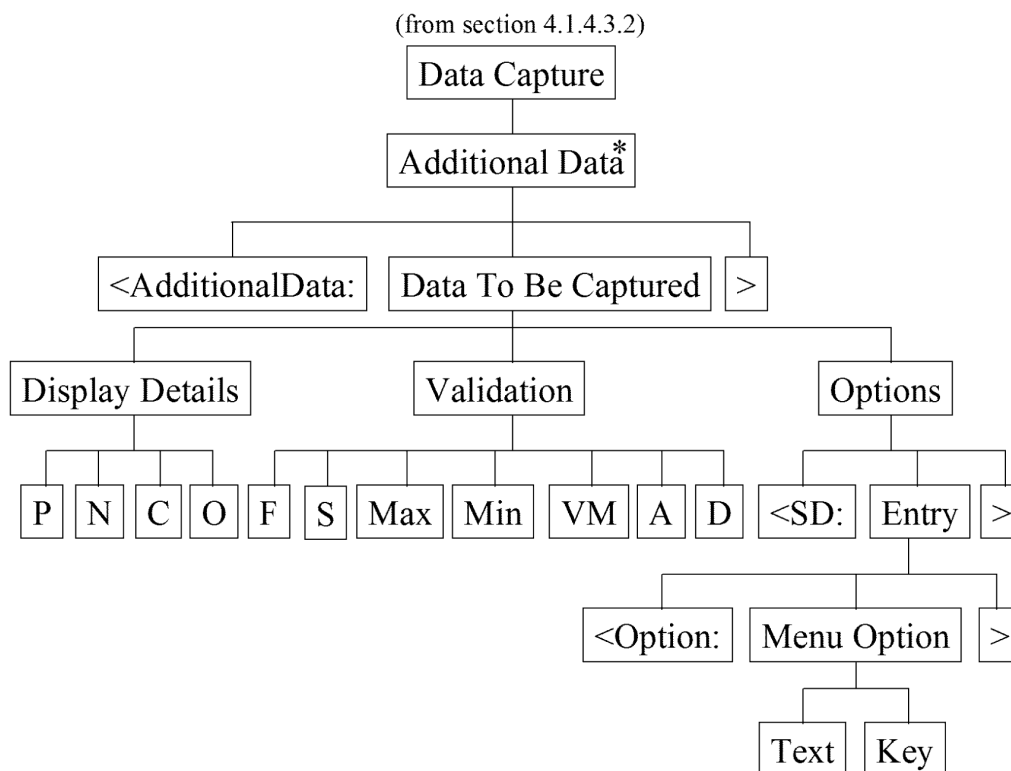 (from section 4.1.4.3.2)
Data Capture
Additional Data*
<AdditionalData: Data To Be Captured >
Display Details Validation Options
P N C O F S Max Min VM A D <SD: Entry >
<Option: Menu Option >
Text Key